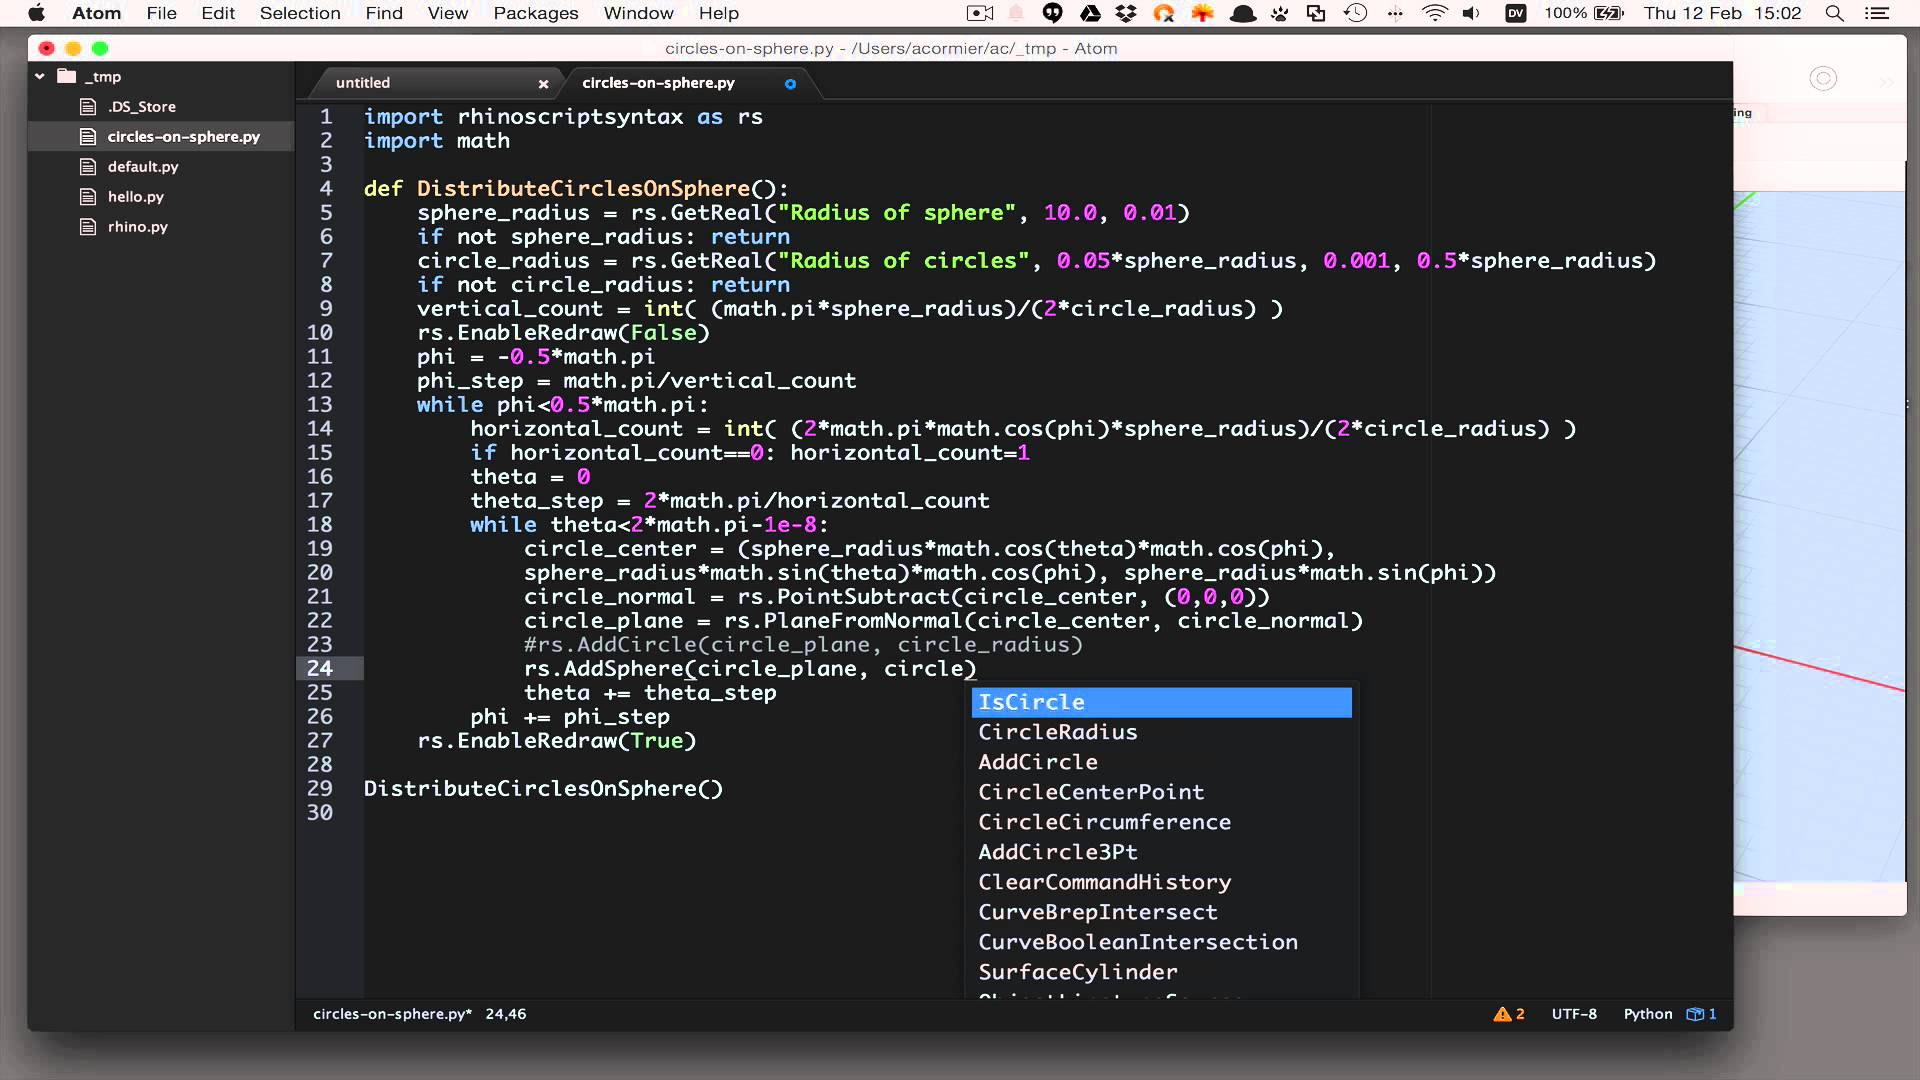 Atom File Edit Selection Find View Packages Window Help DV 100% Thu 12 Feb 15:02
circles-on-sphere.py - /Users/acormier/ac/_tmp - Atom
_tmp
.DS_Store
circles-on-sphere.py
default.py
hello.py
rhino.py
untitled circles-on-sphere.py
ing
1 import rhinoscriptsyntax as rs
2 import math
3
4 def DistributeCirclesOnSphere():
5     sphere_radius = rs.GetReal("Radius of sphere", 10.0, 0.01)
6     if not sphere_radius: return
7     circle_radius = rs.GetReal("Radius of circles", 0.05*sphere_radius, 0.001, 0.5*sphere_radius)
8     if not circle_radius: return
9     vertical_count = int( (math.pi*sphere_radius)/(2*circle_radius) )
10     rs.EnableRedraw(False)
11     phi = -0.5*math.pi
12     phi_step = math.pi/vertical_count
13     while phi<0.5*math.pi:
14         horizontal_count = int( (2*math.pi*math.cos(phi)*sphere_radius)/(2*circle_radius) )
15         if horizontal_count==0: horizontal_count=1
16         theta = 0
17         theta_step = 2*math.pi/horizontal_count
18         while theta<2*math.pi-1e-8:
19             circle_center = (sphere_radius*math.cos(theta)*math.cos(phi),
20             sphere_radius*math.sin(theta)*math.cos(phi), sphere_radius*math.sin(phi))
21             circle_normal = rs.PointSubtract(circle_center, (0,0,0))
22             circle_plane = rs.PlaneFromNormal(circle_center, circle_normal)
23             #rs.AddCircle(circle_plane, circle_radius)
24             rs.AddSphere(circle_plane, circle)
25             theta += theta_step
26         phi += phi_step
27     rs.EnableRedraw(True)
28
29 DistributeCirclesOnSphere()
30
IsCircle
CircleRadius
AddCircle
CircleCenterPoint
CircleCircumference
AddCircle3Pt
ClearCommandHistory
CurveBrepIntersect
CurveBooleanIntersection
SurfaceCylinder
circles-on-sphere.py* 24,46 2 UTF-8 Python 1